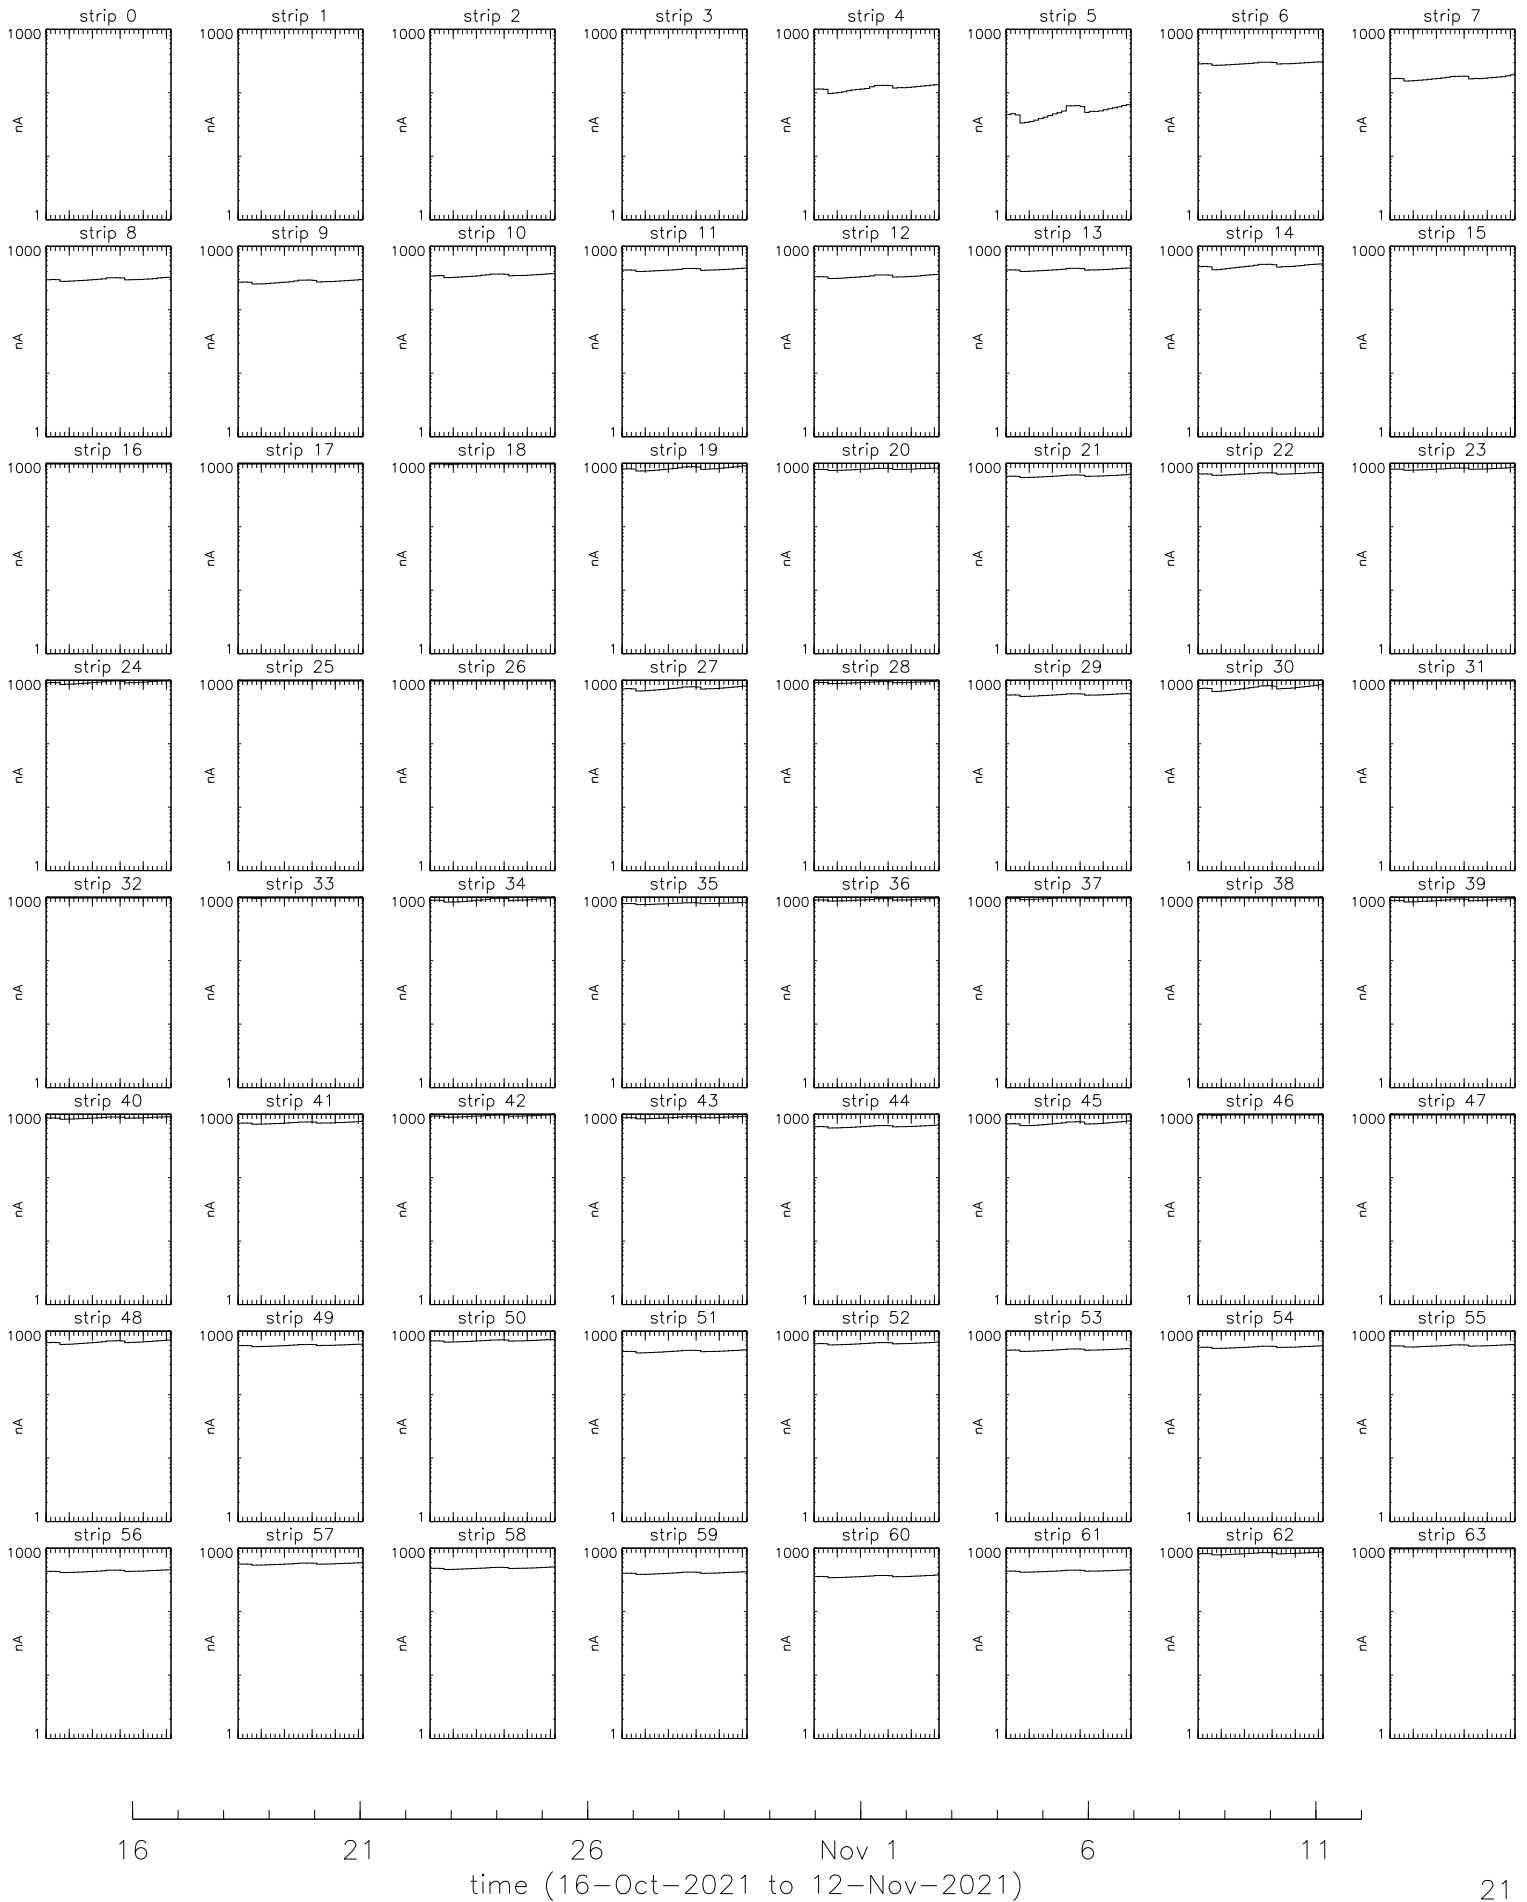 strip 0 strip 1 strip 2 strip 3 strip 4 strip 5 strip 6 strip 7
1000 1000 1000 1000 1000 1000 1000 1000
nA nA nA nA nA nA nA nA
1 1 1 1 1 1 1 1
strip 8 strip 9 strip 10 strip 11 strip 12 strip 13 strip 14 strip 15
1000 1000 1000 1000 1000 1000 1000 1000
nA nA nA nA nA nA nA nA
1 1 1 1 1 1 1 1
strip 16 strip 17 strip 18 strip 19 strip 20 strip 21 strip 22 strip 23
1000 1000 1000 1000 1000 1000 1000 1000
nA nA nA nA nA nA nA nA
1 1 1 1 1 1 1 1
strip 24 strip 25 strip 26 strip 27 strip 28 strip 29 strip 30 strip 31
1000 1000 1000 1000 1000 1000 1000 1000
nA nA nA nA nA nA nA nA
1 1 1 1 1 1 1 1
strip 32 strip 33 strip 34 strip 35 strip 36 strip 37 strip 38 strip 39
1000 1000 1000 1000 1000 1000 1000 1000
nA nA nA nA nA nA nA nA
1 1 1 1 1 1 1 1
strip 40 strip 41 strip 42 strip 43 strip 44 strip 45 strip 46 strip 47
1000 1000 1000 1000 1000 1000 1000 1000
nA nA nA nA nA nA nA nA
1 1 1 1 1 1 1 1
strip 48 strip 49 strip 50 strip 51 strip 52 strip 53 strip 54 strip 55
1000 1000 1000 1000 1000 1000 1000 1000
nA nA nA nA nA nA nA nA
1 1 1 1 1 1 1 1
strip 56 strip 57 strip 58 strip 59 strip 60 strip 61 strip 62 strip 63
1000 1000 1000 1000 1000 1000 1000 1000
nA nA nA nA nA nA nA nA
1 1 1 1 1 1 1 1
16 21 26 Nov 1 6 11
time (16-Oct-2021 to 12-Nov-2021)
21